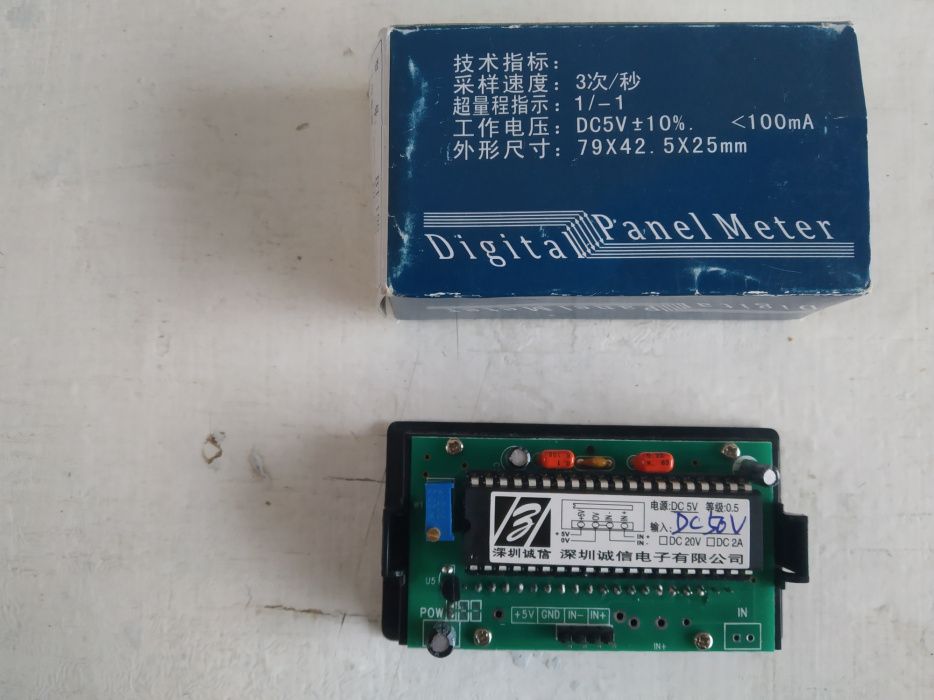 技术指标：
采样速度：3次/秒
超量程指示：1/-1
工作电压：DC5V±10%. <100mA
外形尺寸：79X42.5X25mm
Digital Panel Meter
电源:DC 5V 等级:0.5
输入:DC50V
□DC 20V □DC 2A
+5V
0V
IN+
IN-
深圳诚信 深圳诚信电子有限公司
U5
POW
+5V GND IN- IN+
IN
IN+